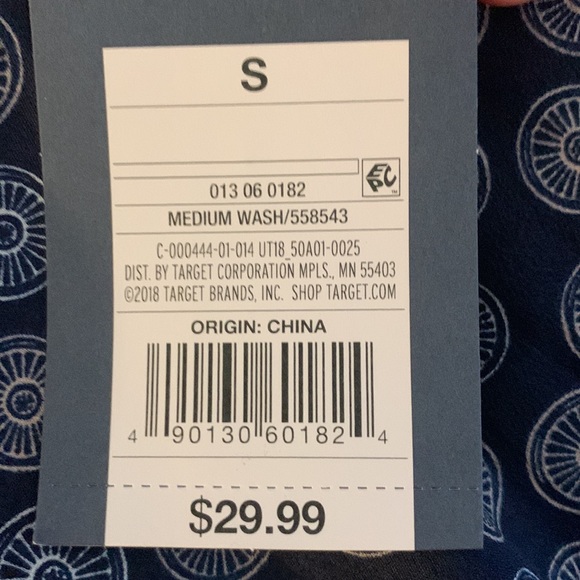 S
EPC™
013 06 0182
MEDIUM WASH/558543
C-000444-01-014 UT18_50A01-0025
DIST. BY TARGET CORPORATION MPLS., MN 55403
©2018 TARGET BRANDS, INC. SHOP TARGET.COM
ORIGIN: CHINA
4 90130 60182 4
$29.99